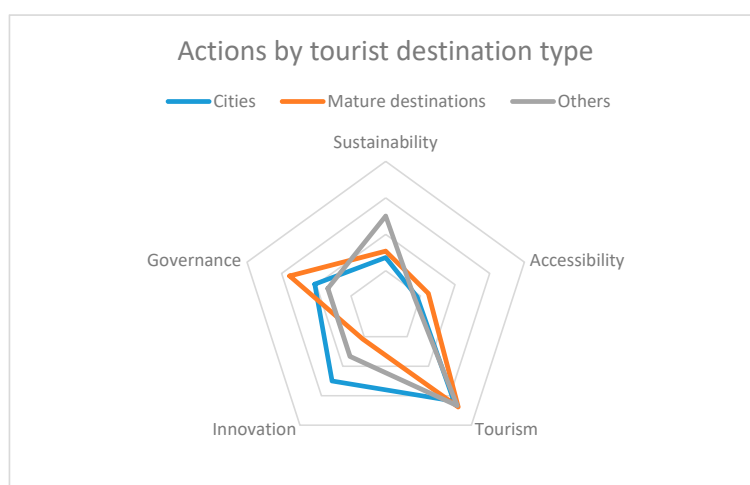 Actions by tourist destination type
Cities Mature destinations Others
Sustainability
Governance Accessibility
Innovation Tourism